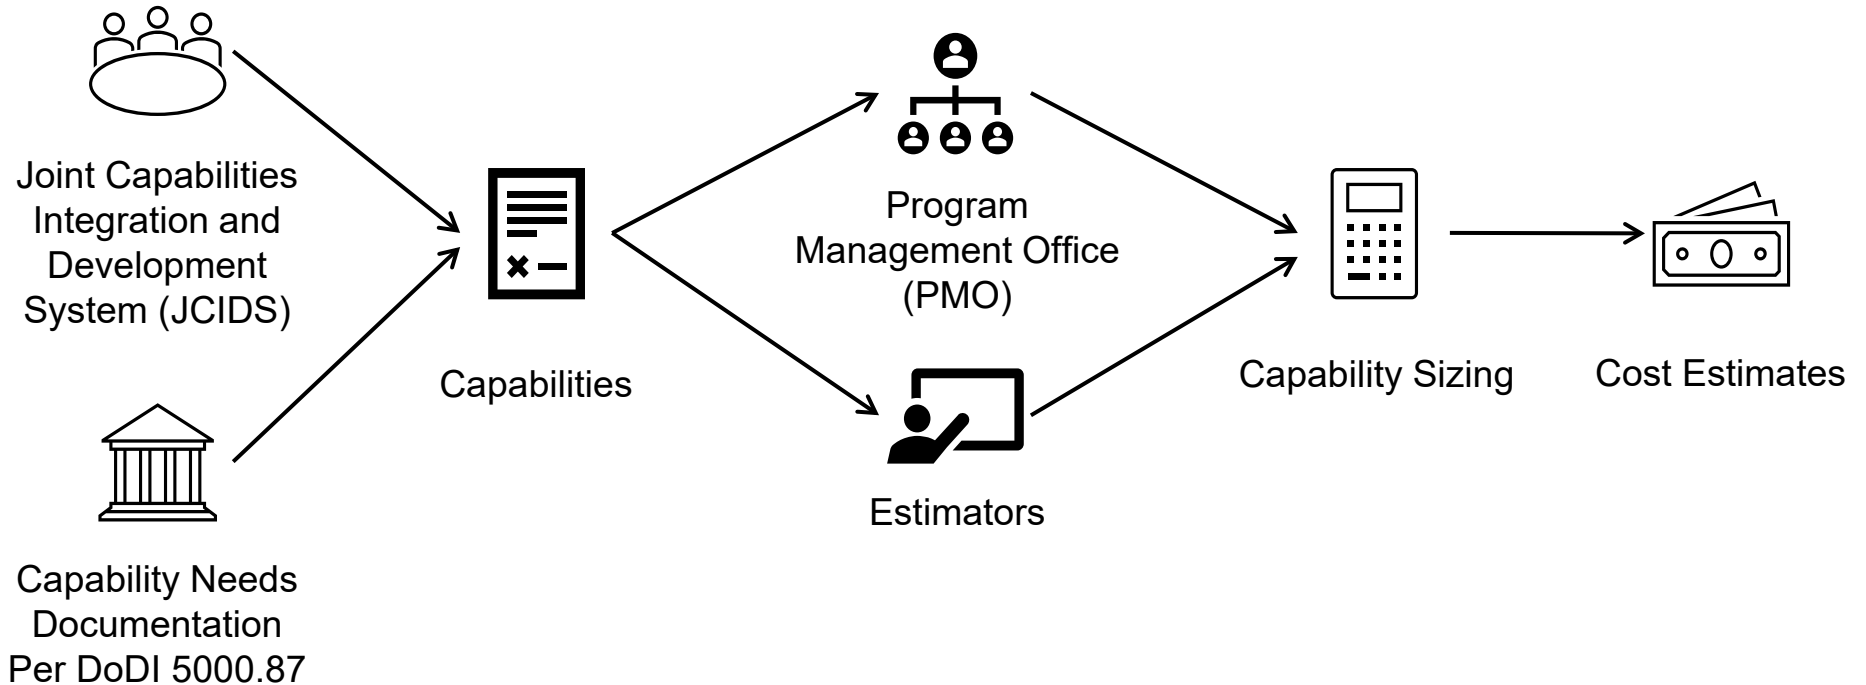 Joint Capabilities
Integration and
Development
System (JCIDS)
Capability Needs
Documentation
Per DoDI 5000.87
Capabilities
Program
Management Office
(PMO)
Estimators
Capability Sizing
Cost Estimates